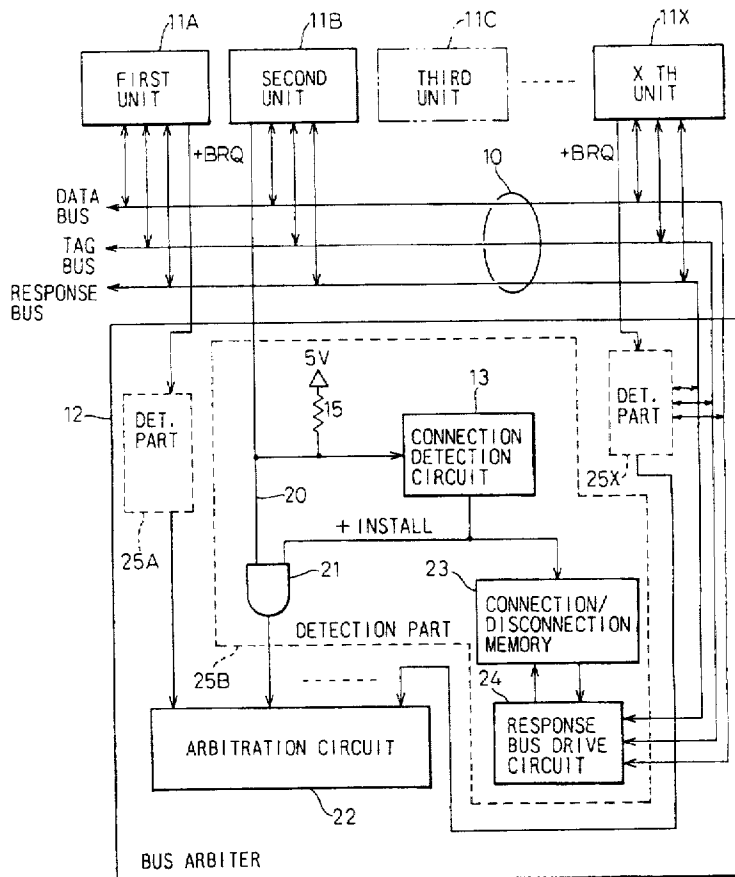 11A
11B
11C
11X
FIRST
UNIT
SECOND
UNIT
THIRD
UNIT
X TH
UNIT
+BRQ
+BRQ
10
DATA
BUS
TAG
BUS
RESPONSE
BUS
5V
15
13
12
DET.
PART
CONNECTION
DETECTION
CIRCUIT
DET.
PART
25X
20
+ INSTALL
25A
21
23
CONNECTION/
DISCONNECTION
MEMORY
DETECTION PART
25B
24
ARBITRATION CIRCUIT
RESPONSE
BUS DRIVE
CIRCUIT
22
BUS ARBITER